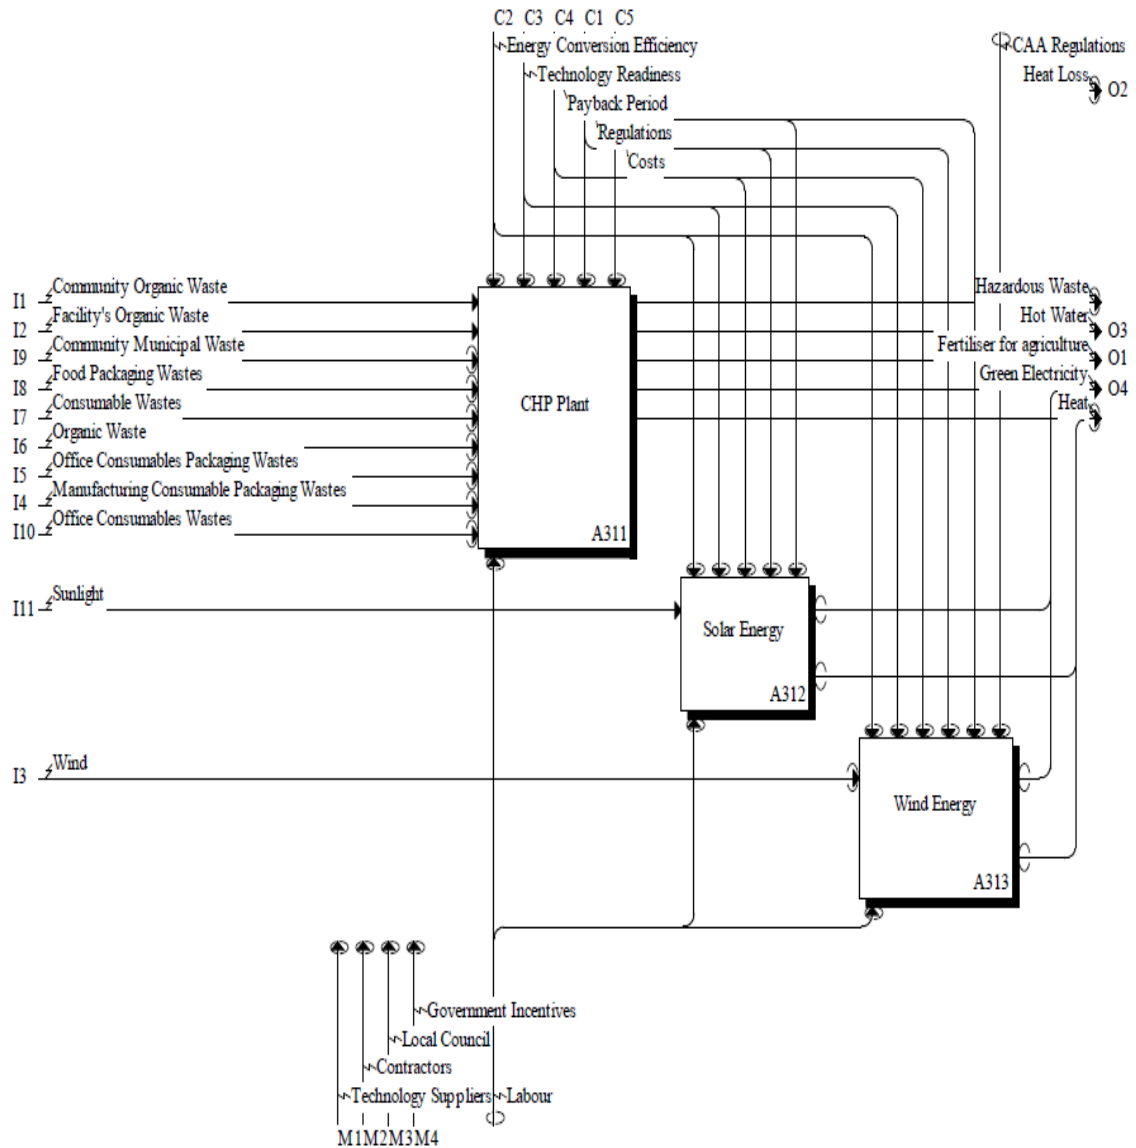 C2 C3 C4 C1 C5
Energy Conversion Efficiency
CAA Regulations
Technology Readiness
Heat Loss
O2
Payback Period
Regulations
Costs
Community Organic Waste
I1
Hazardous Waste
Facility's Organic Waste
I2
Hot Water
O3
Community Municipal Waste
I9
Fertiliser for agriculture
O1
Food Packaging Wastes
I8
Green Electricity
O4
Consumable Wastes
I7
Heat
CHP Plant
Organic Waste
I6
Office Consumables Packaging Wastes
I5
Manufacturing Consumable Packaging Wastes
I4
Office Consumables Wastes
I10
A311
Sunlight
I11
Solar Energy
A312
Wind
I3
Wind Energy
A313
Government Incentives
Local Council
Contractors
Technology Suppliers
Labour
M1M2M3M4